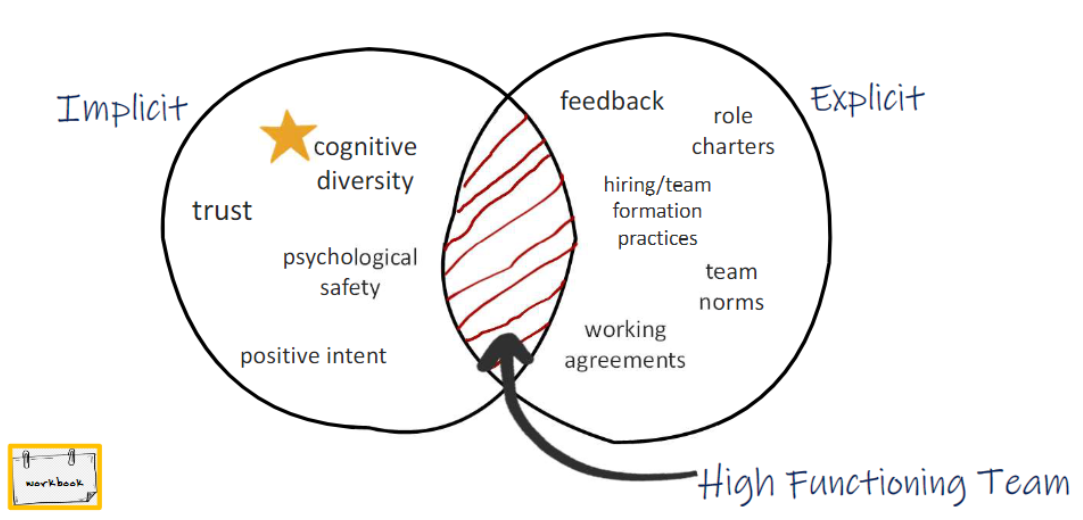 Implicit
cognitive
diversity
trust
psychological
safety
positive intent
Explicit
feedback
role
charters
hiring/team
formation
practices
team
norms
working
agreements
High Functioning Team
workbook